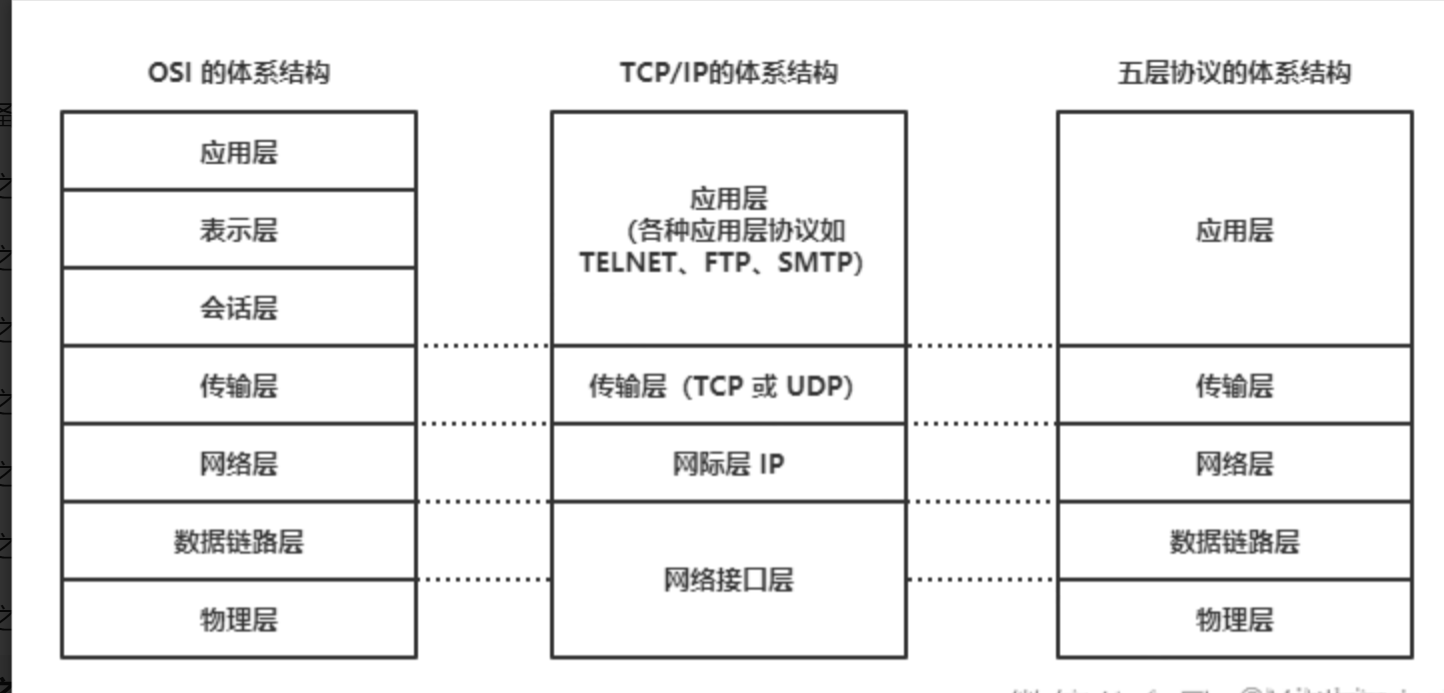 OSI 的体系结构
TCP/IP的体系结构
五层协议的体系结构
应用层
表示层
会话层
传输层
网络层
数据链路层
物理层
应用层
(各种应用层协议如
TELNET、FTP、SMTP)
传输层（TCP 或 UDP）
网际层 IP
网络接口层
应用层
传输层
网络层
数据链路层
物理层